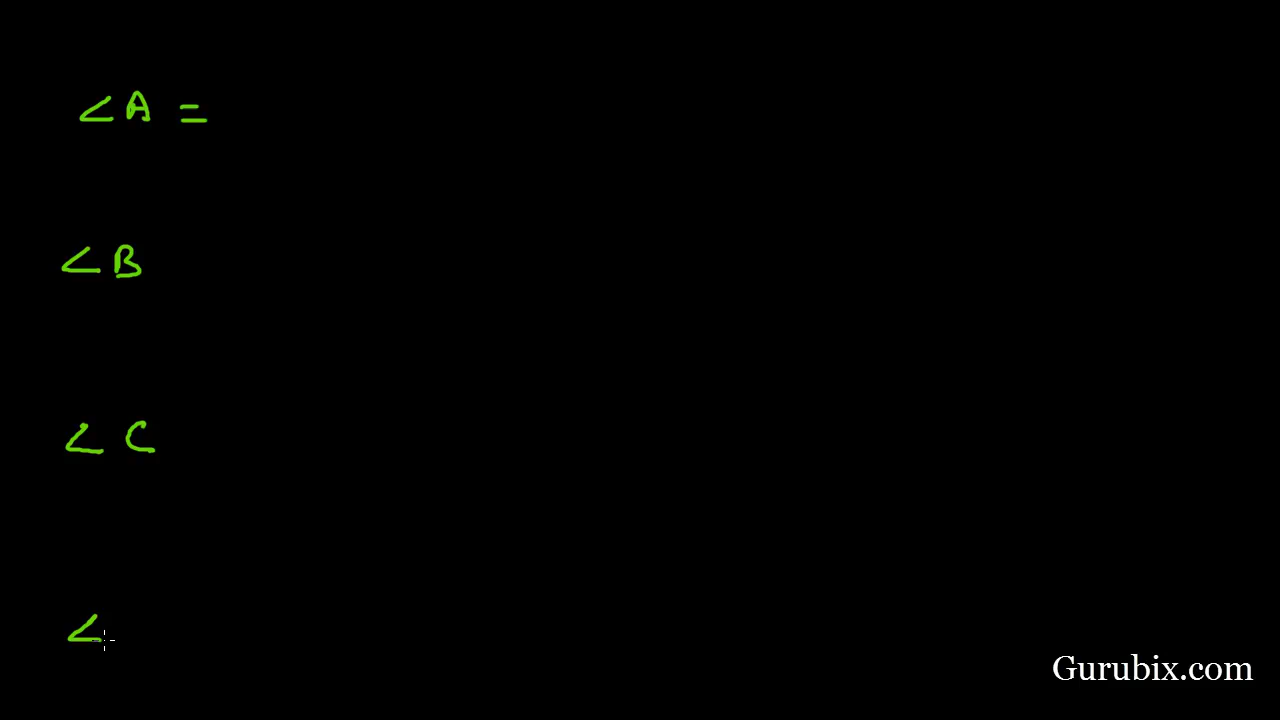 ∠A =
∠B
∠C
∠
Gurubix.com